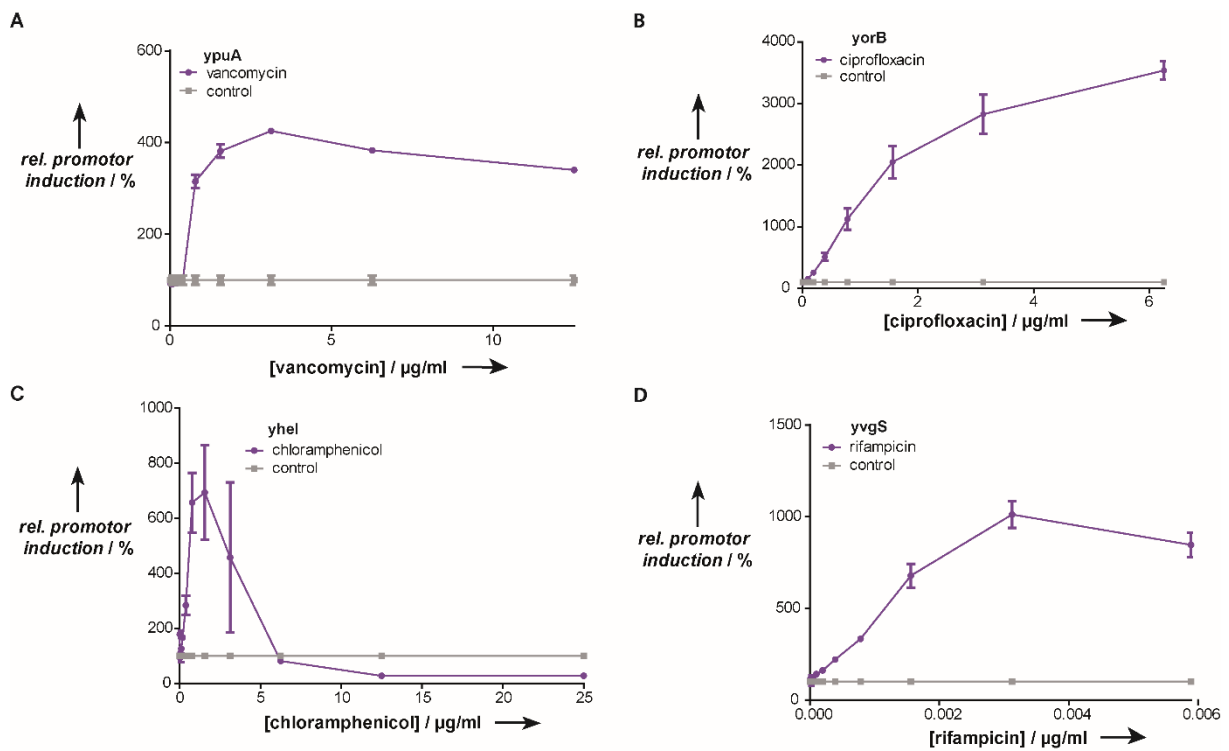 A
600
400
200
0
ypuA
vancomycin
control
rel. promotor
induction / %
0
5
10
[vancomycin] / µg/ml
B
4000
3000
2000
1000
0
yorB
ciprofloxacin
control
rel. promotor
induction / %
0
2
4
6
[ciprofloxacin] / µg/ml
C
1000
800
600
400
200
0
yheI
chloramphenicol
control
rel. promotor
induction / %
0
5
10
15
20
25
[chloramphenicol] / µg/ml
D
1500
1000
500
0
yvgS
rifampicin
control
rel. promotor
induction / %
0.000
0.002
0.004
0.006
[rifampicin] / µg/ml